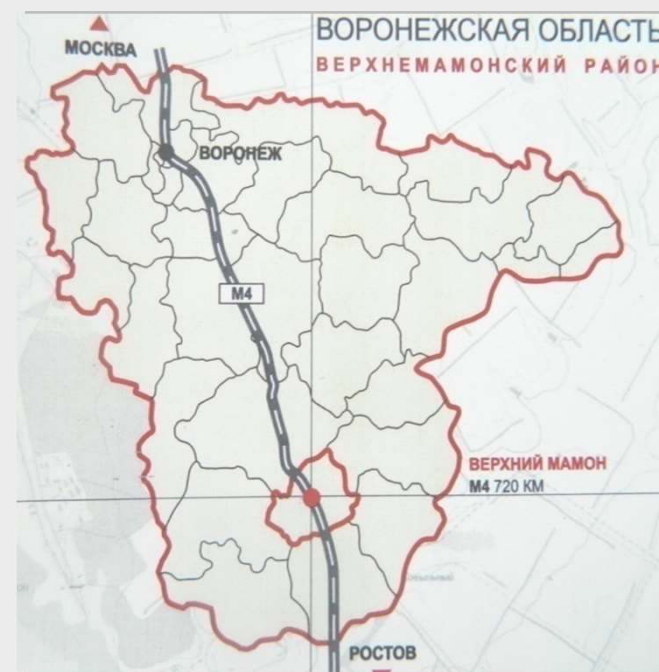 ВОРОНЕЖСКАЯ ОБЛАСТЬ
ВЕРХНЕМАМОНСКИЙ РАЙОН
МОСКВА
ВОРОНЕЖ
М4
ВЕРХНИЙ МАМОН
М4 720 КМ
РОСТОВ